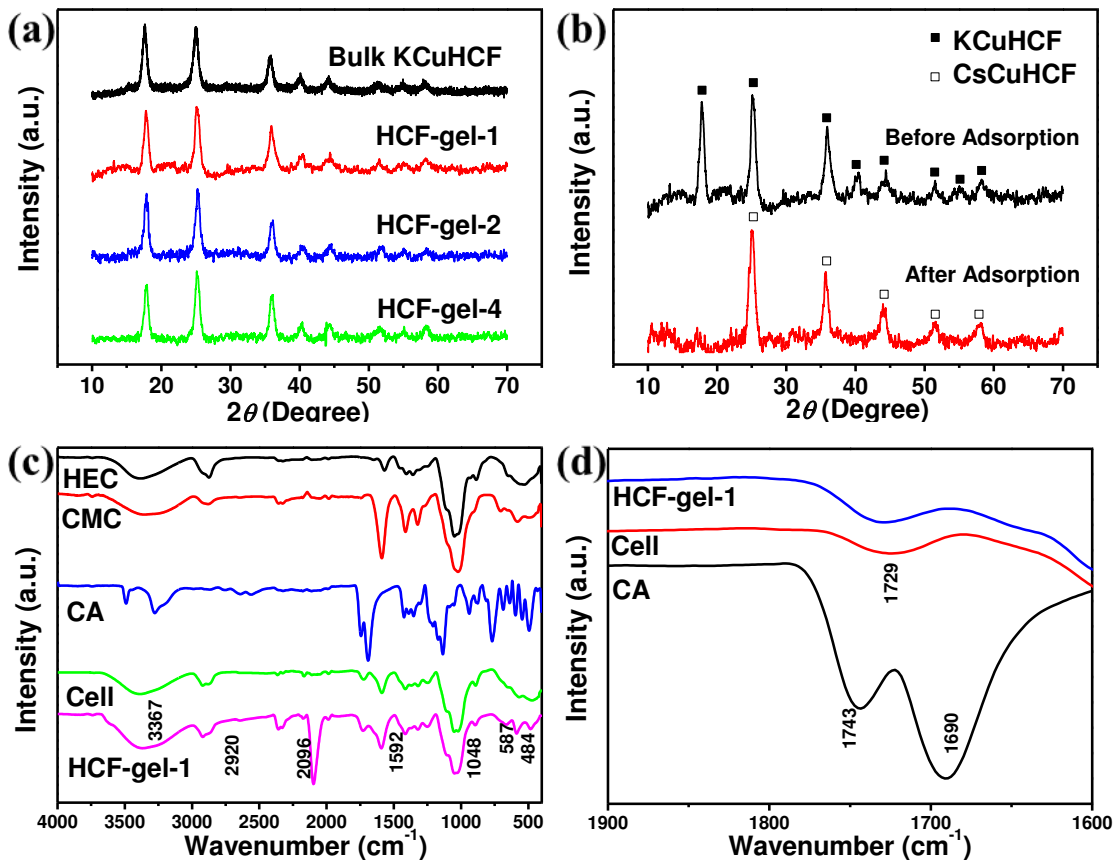 (a)
Bulk KCuHCF
HCF-gel-1
HCF-gel-2
HCF-gel-4
Intensity (a.u.)
10 20 30 40 50 60 70
2θ (Degree)
(b)
■ KCuHCF
□ CsCuHCF
Before Adsorption
After Adsorption
Intensity (a.u.)
10 20 30 40 50 60 70
2θ (Degree)
(c)
HEC
CMC
CA
Cell
HCF-gel-1
3367
2920
2096
1592
1048
587
484
Intensity (a.u.)
4000 3500 3000 2500 2000 1500 1000 500
Wavenumber (cm⁻¹)
(d)
HCF-gel-1
Cell
CA
1729
1743
1690
Intensity (a.u.)
1900 1800 1700 1600
Wavenumber (cm⁻¹)